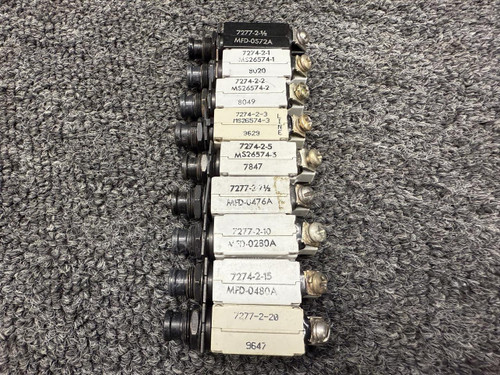 7277-2-½
MFD-0572A
7274-2-1
MS26574-1
8020
7274-2-2
MS26574-2
8049
7274-2-3
MS26574-3
LINE
9629
7274-2-5
MS26574-5
7847
7277-2-7½
MFD-0476A
7277-2-10
MFD-0280A
7274-2-15
MFD-0480A
7277-2-20
9647